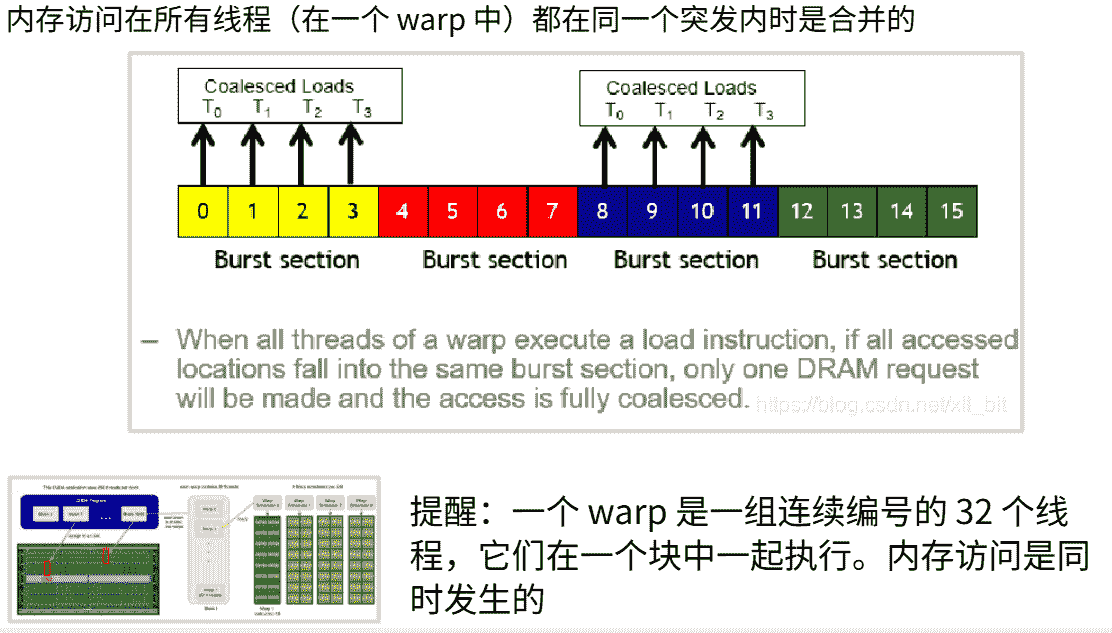 内存访问在所有线程（在一个 warp 中）都在同一个突发内时是合并的
Coalesced Loads
T0 T1 T2 T3
Coalesced Loads
T0 T1 T2 T3
0 1 2 3 4 5 6 7 8 9 10 11 12 13 14 15
Burst section Burst section Burst section Burst section
– When all threads of a warp execute a load instruction, if all accessed
locations fall into the same burst section, only one DRAM request
will be made and the access is fully coalesced.
提醒：一个 warp 是一组连续编号的 32 个线
程，它们在一个块中一起执行。内存访问是同
时发生的